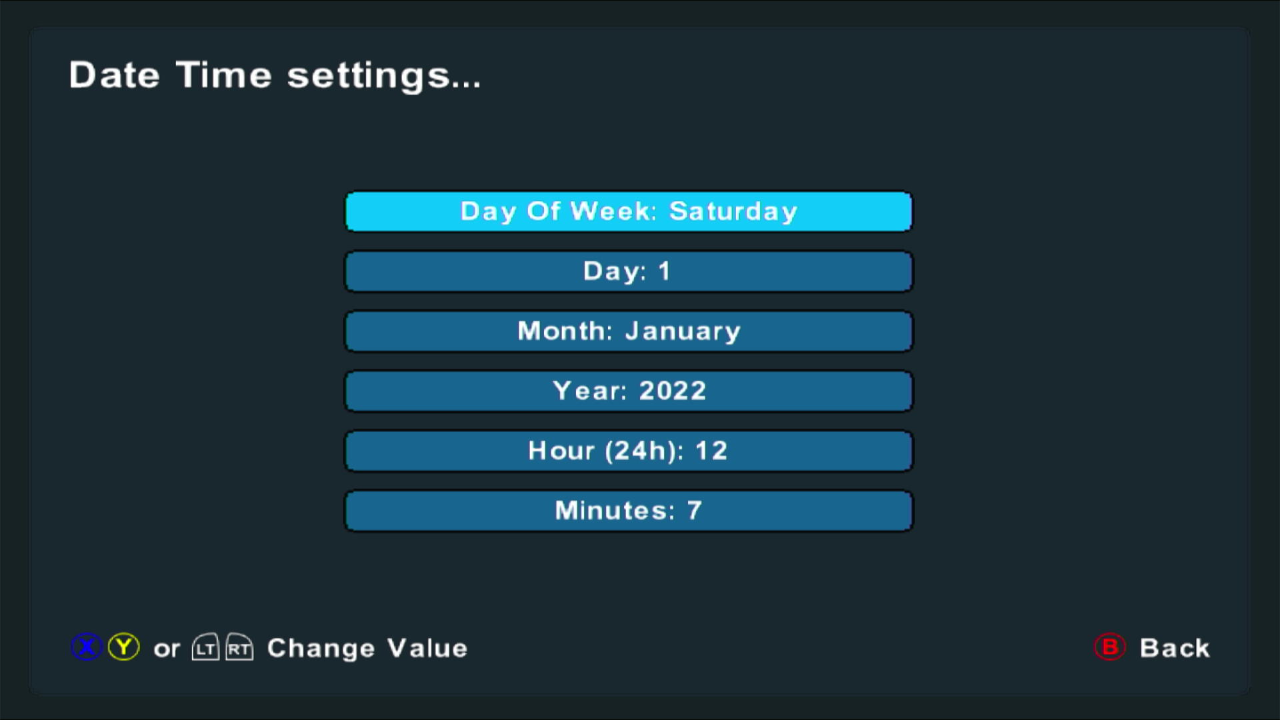 Date Time settings...
Day Of Week: Saturday
Day: 1
Month: January
Year: 2022
Hour (24h): 12
Minutes: 7
X Y or LT RT Change Value
B Back